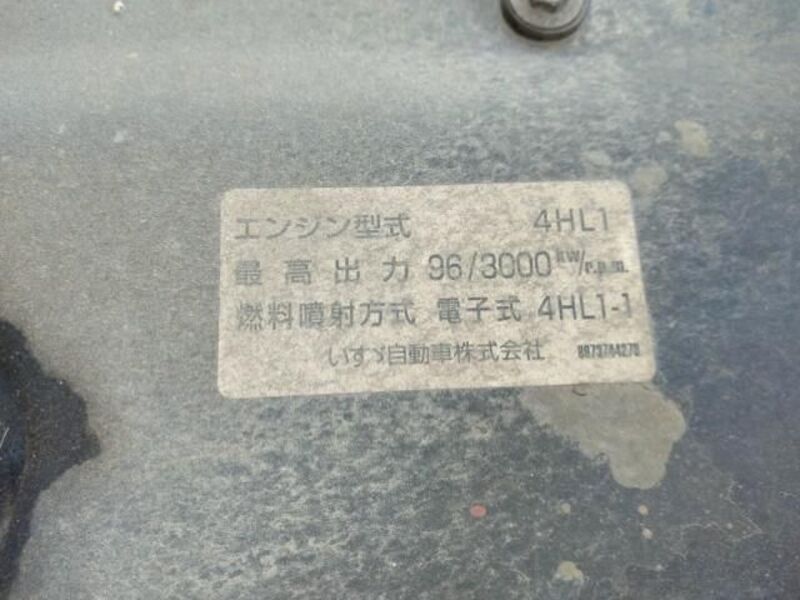 エンジン型式 4HL1
最高出力 96/3000 kW/r.p.m.
燃料噴射方式 電子式 4HL1-1
いすゞ自動車株式会社